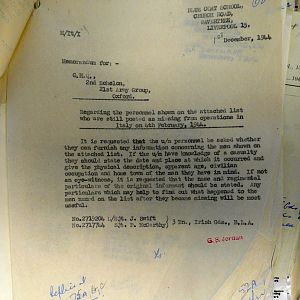 BLUE COAT SCHOOL,
CHURCH ROAD,
WAVERTREE,
LIVERPOOL 15.
December, 1944
Memorandum for: -
G.H.Q.,
2nd Echelon,
21st Army Group,
Oxford.
Regarding the personnel shown on the attached list
who are still posted as missing from operations in
Italy on 6th February, 1944.
It is requested that the u/n personnel be asked whether
they can furnish any information concerning the men shown on
the attached list. If the u/n have knowledge of a casualty
they should state the date and place at which it occurred and
give the physical description, apparent age, civilian
occupation and home town of the men they have in mind. If not
an eye-witness, it is requested that the name and regimental
particulars of the original informant should be stated. Any
particulars which may help to find out what happened to the
men named on the list after they became missing will be most
useful.
J. Swift
3 Bn. Irish Gds. B.L.A.